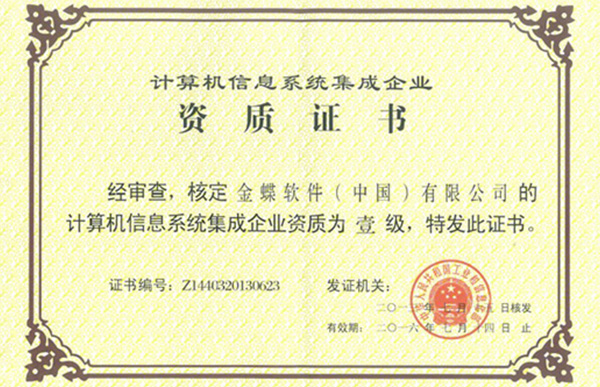 计算机信息系统集成企业
资质证书
经审查，核定 金蝶软件（中国）有限公司 的
计算机信息系统集成企业资质为 壹 级，特发此证书。
证书编号：Z1440320130623
发证机关：
中华人民共和国工业和信息化部
二〇一三年七月十五日核发
有效期：二〇一六年七月十四日 止